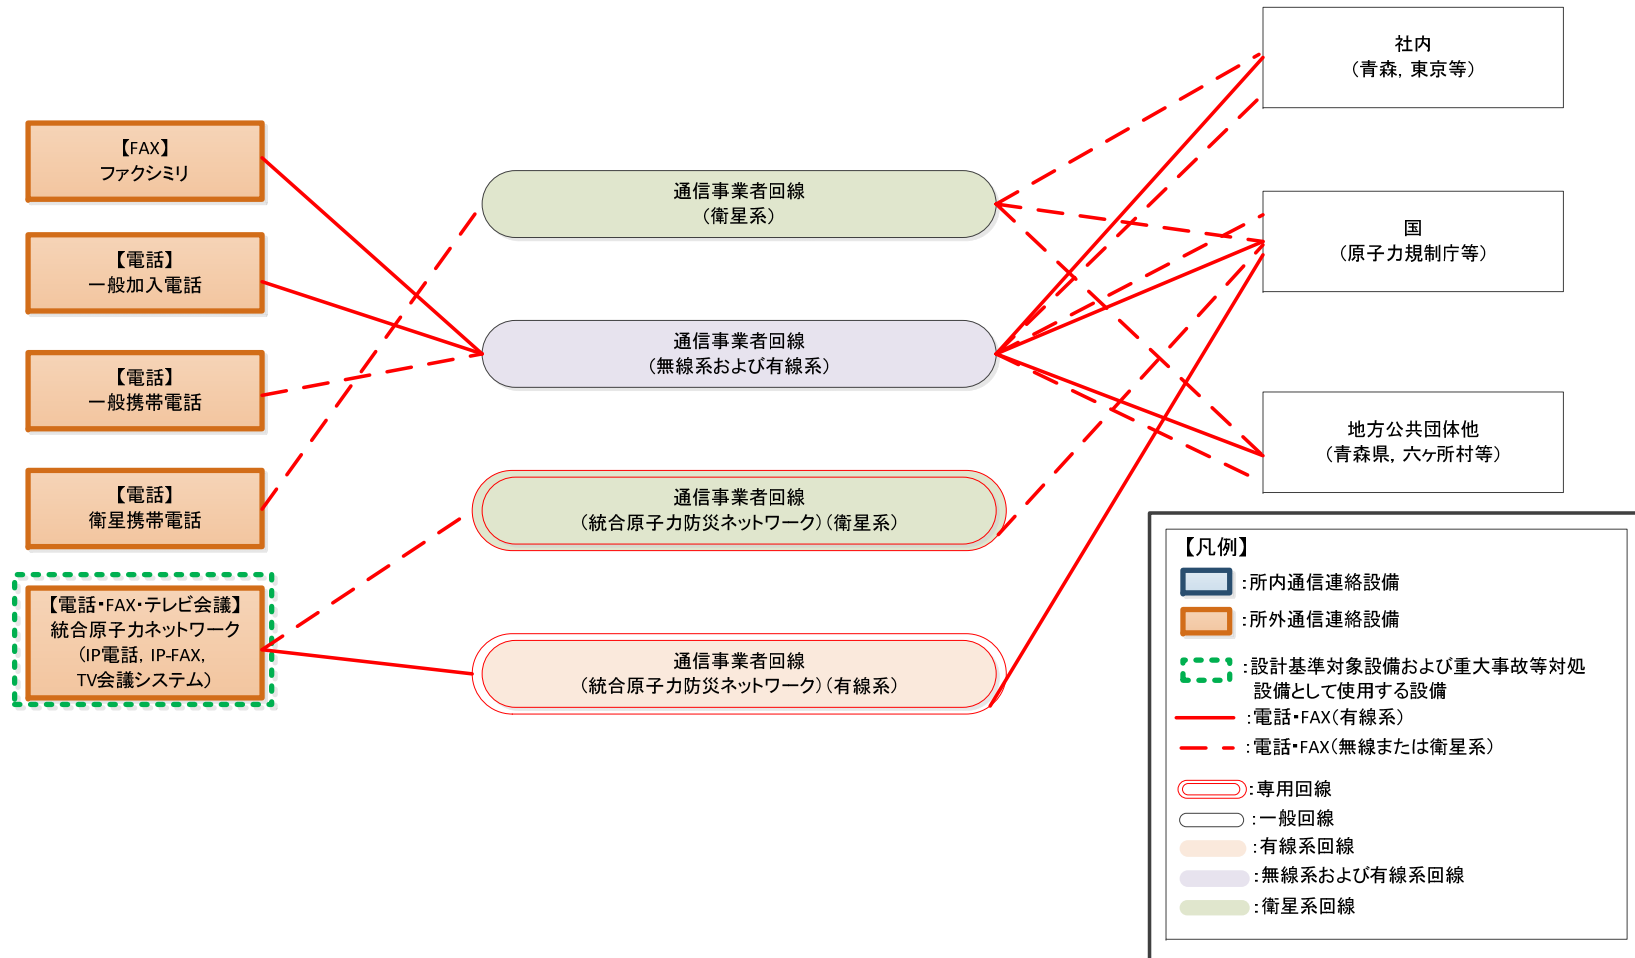 【FAX】
ファクシミリ
【電話】
一般加入電話
【電話】
一般携帯電話
【電話】
衛星携帯電話
【電話・FAX・テレビ会議】
統合原子力ネットワーク
（IP電話，IP-FAX，
TV会議システム）
通信事業者回線
（衛星系）
通信事業者回線
（無線系および有線系）
通信事業者回線
（統合原子力防災ネットワーク）（衛星系）
通信事業者回線
（統合原子力防災ネットワーク）（有線系）
社内
（青森，東京等）
国
（原子力規制庁等）
地方公共団体他
（青森県，六ヶ所村等）
【凡例】
：所内通信連絡設備
：所外通信連絡設備
：設計基準対象設備および重大事故等対処
設備として使用する設備
：電話・FAX（有線系）
：電話・FAX（無線または衛星系）
：専用回線
：一般回線
：有線系回線
：無線系および有線系回線
：衛星系回線